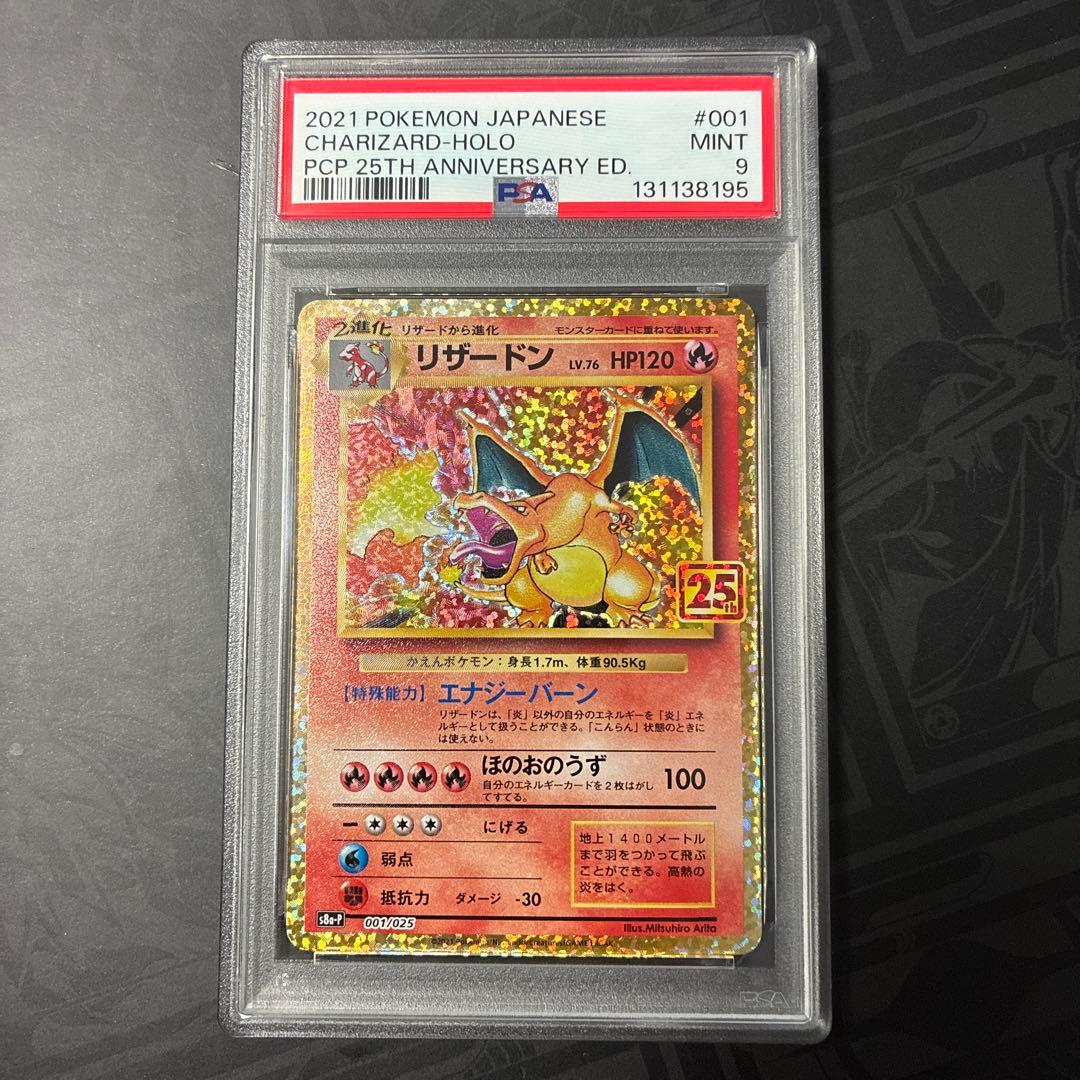 2021 POKEMON JAPANESE #001
CHARIZARD-HOLO MINT
PCP 25TH ANNIVERSARY ED. 9
PSA 131138195
2進化 リザードから進化 モンスターカードに重ねて使います。
リザードン LV.76 HP120
25th
かえんポケモン：身長1.7m、体重90.5Kg
【特殊能力】エナジーバーン
リザードンは、「炎」以外の自分のエネルギーを「炎」エネ
ルギーとして扱うことができる。「こんらん」状態のときに
は使えない。
ほのおのうず 100
自分のエネルギーカードを２枚はがし
てすてる。
にげる
弱点
抵抗力 ダメージ -30
地上１４００メートル
まで羽をつかって飛ぶ
ことができる。高熱の
炎をはく。
s8a-P 001/025
Illus.Mitsuhiro Arita
PSA